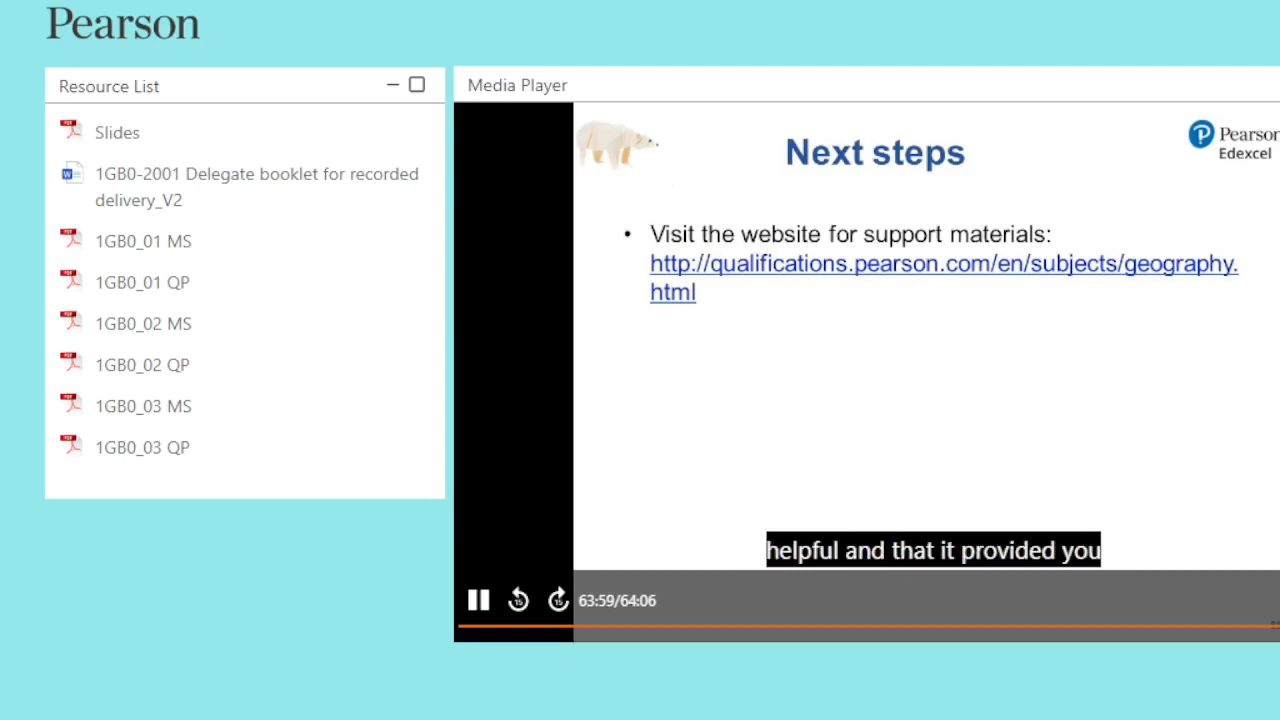 Pearson
Resource List
Slides
1GB0-2001 Delegate booklet for recorded
delivery_V2
1GB0_01 MS
1GB0_01 QP
1GB0_02 MS
1GB0_02 QP
1GB0_03 MS
1GB0_03 QP
Media Player
Next steps
Pearson
Edexcel
• Visit the website for support materials:
http://qualifications.pearson.com/en/subjects/geography.
html
helpful and that it provided you
63:59/64:06